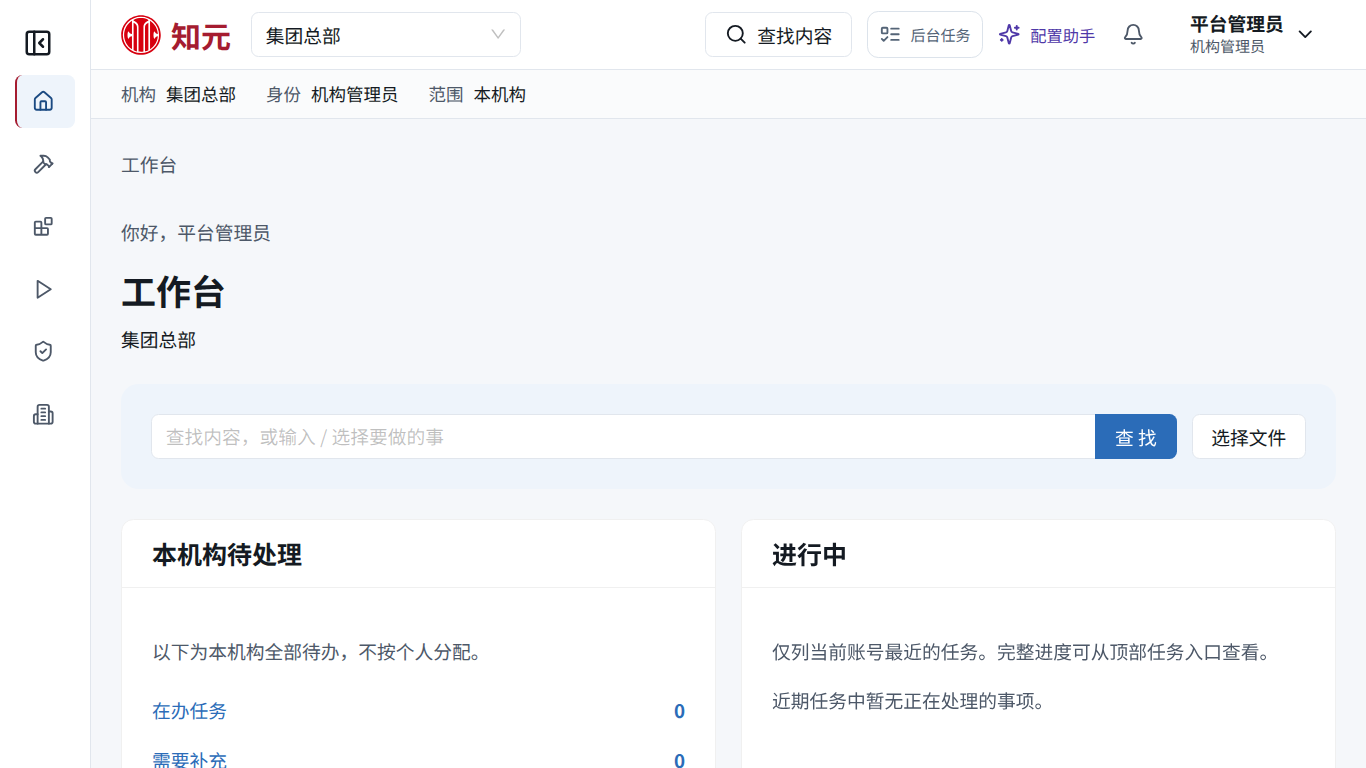 知元
集团总部
查找内容
后台任务
配置助手
平台管理员
机构管理员
机构 集团总部 身份 机构管理员 范围 本机构
工作台
你好，平台管理员
工作台
集团总部
查找内容，或输入 / 选择要做的事
查 找
选择文件
本机构待处理
以下为本机构全部待办，不按个人分配。
在办任务 0
需要补充 0
进行中
仅列当前账号最近的任务。完整进度可从顶部任务入口查看。
近期任务中暂无正在处理的事项。